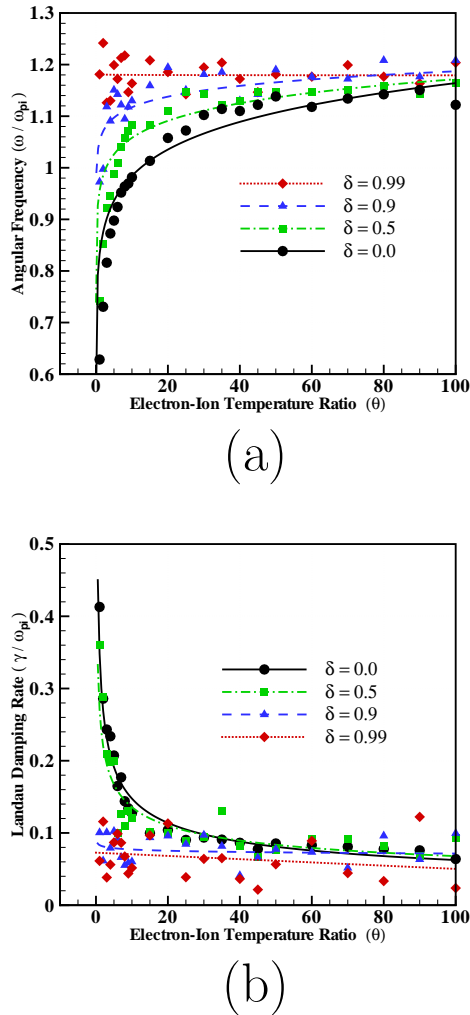 Angular Frequency (ω / ωpi)
1.4
1.3
1.2
1.1
1
0.9
0.8
0.7
0.6
δ = 0.99
δ = 0.9
δ = 0.5
δ = 0.0
0 20 40 60 80 100
Electron-Ion Temperature Ratio (θ)
(a)
Landau Damping Rate ( γ / ωpi)
0.5
0.4
0.3
0.2
0.1
0
δ = 0.0
δ = 0.5
δ = 0.9
δ = 0.99
0 20 40 60 80 100
Electron-Ion Temperature Ratio (θ)
(b)